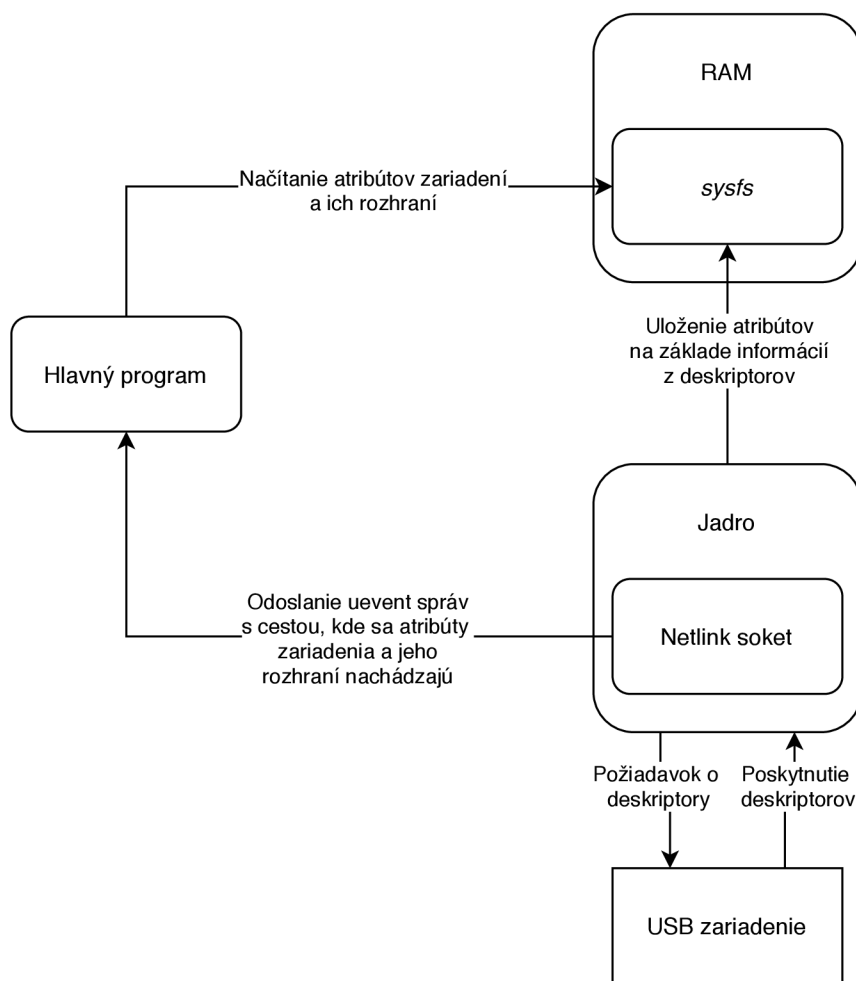 RAM
Načítanie atribútov zariadení
a ich rozhraní
sysfs
Uloženie atribútov
na základe informácií
z deskriptorov
Hlavný program
Jadro
Odoslanie uevent správ
s cestou, kde sa atribúty
zariadenia a jeho
rozhraní nachádzajú
Netlink soket
Požiadavok o
deskriptory
Poskytnutie
deskriptorov
USB zariadenie